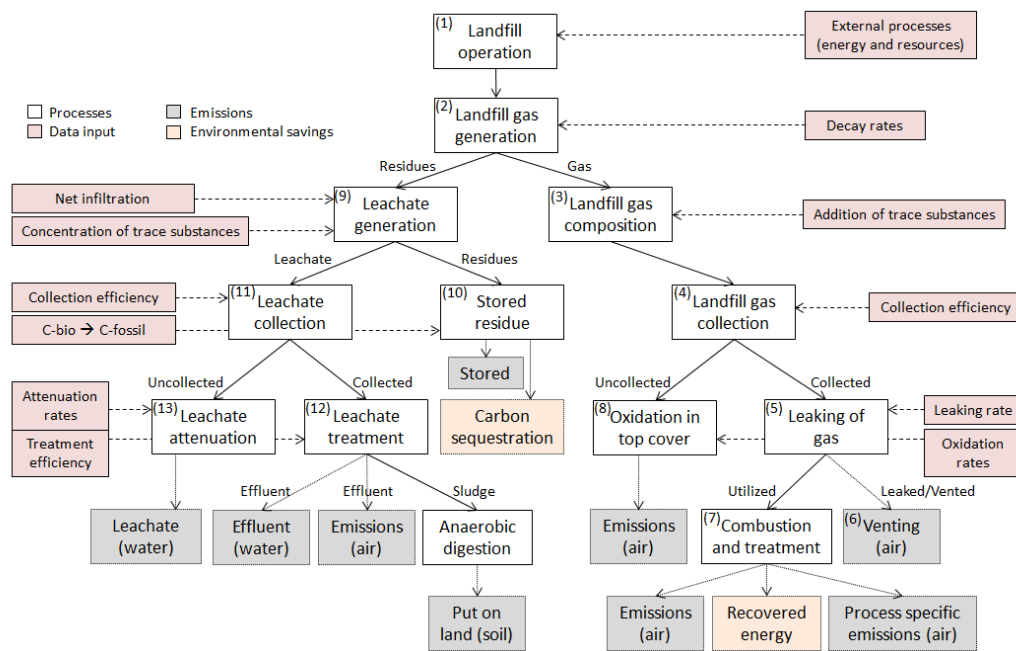 (1)
Landfill
operation
External processes
(energy and resources)
Processes
Emissions
Data input
Environmental savings
(2)
Landfill gas
generation
Decay rates
Residues
Gas
Net infiltration
Concentration of trace substances
(9)
Leachate
generation
(3)
Landfill gas
composition
Addition of trace substances
Leachate
Residues
Collection efficiency
C-bio → C-fossil
(11)
Leachate
collection
(10)
Stored
residue
(4)
Landfill gas
collection
Collection efficiency
Stored
Uncollected
Collected
Uncollected
Collected
Attenuation
rates
Treatment
efficiency
(13)
Leachate
attenuation
(12)
Leachate
treatment
Carbon
sequestration
(8)
Oxidation in
top cover
(5)
Leaking of
gas
Leaking rate
Oxidation
rates
Effluent
Effluent
Sludge
Utilized
Leaked/Vented
Leachate
(water)
Effluent
(water)
Emissions
(air)
Anaerobic
digestion
Emissions
(air)
(7)
Combustion
and treatment
(6)
Venting
(air)
Put on
land (soil)
Emissions
(air)
Recovered
energy
Process specific
emissions (air)